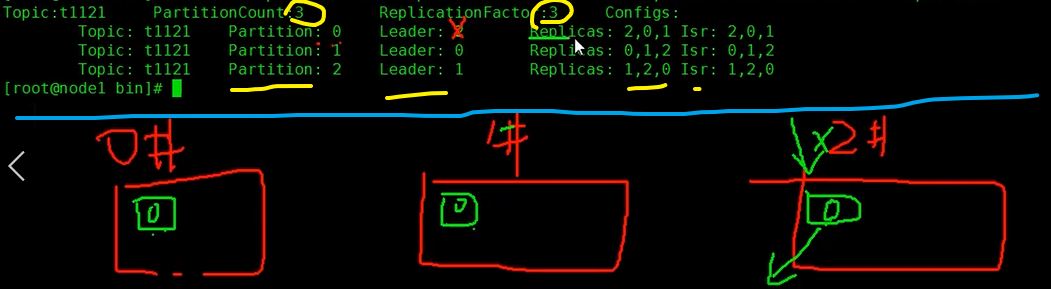 Topic:t1121 PartitionCount:3 ReplicationFactor:3 Configs:
Topic: t1121 Partition: 0 Leader: 2 Replicas: 2,0,1 Isr: 2,0,1
Topic: t1121 Partition: 1 Leader: 0 Replicas: 0,1,2 Isr: 0,1,2
Topic: t1121 Partition: 2 Leader: 1 Replicas: 1,2,0 Isr: 1,2,0
[root@node1 bin]#
0# 1# 2#
0 0 0